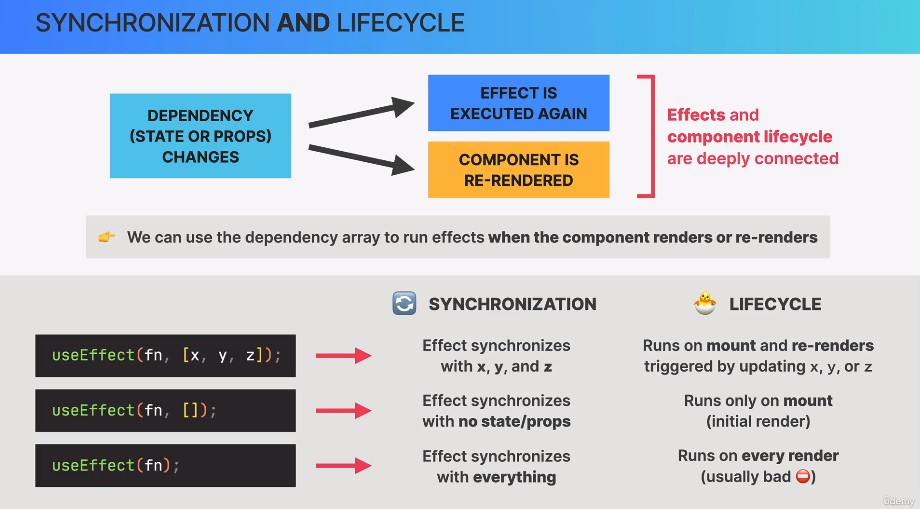 SYNCHRONIZATION AND LIFECYCLE
DEPENDENCY
(STATE OR PROPS)
CHANGES
EFFECT IS
EXECUTED AGAIN
COMPONENT IS
RE-RENDERED
Effects and
component lifecycle
are deeply connected
👉 We can use the dependency array to run effects when the component renders or re-renders
SYNCHRONIZATION
LIFECYCLE
useEffect(fn, [x, y, z]);
Effect synchronizes
with x, y, and z
Runs on mount and re-renders
triggered by updating x, y, or z
useEffect(fn, []);
Effect synchronizes
with no state/props
Runs only on mount
(initial render)
useEffect(fn);
Effect synchronizes
with everything
Runs on every render
(usually bad ⛔)
ûdemy